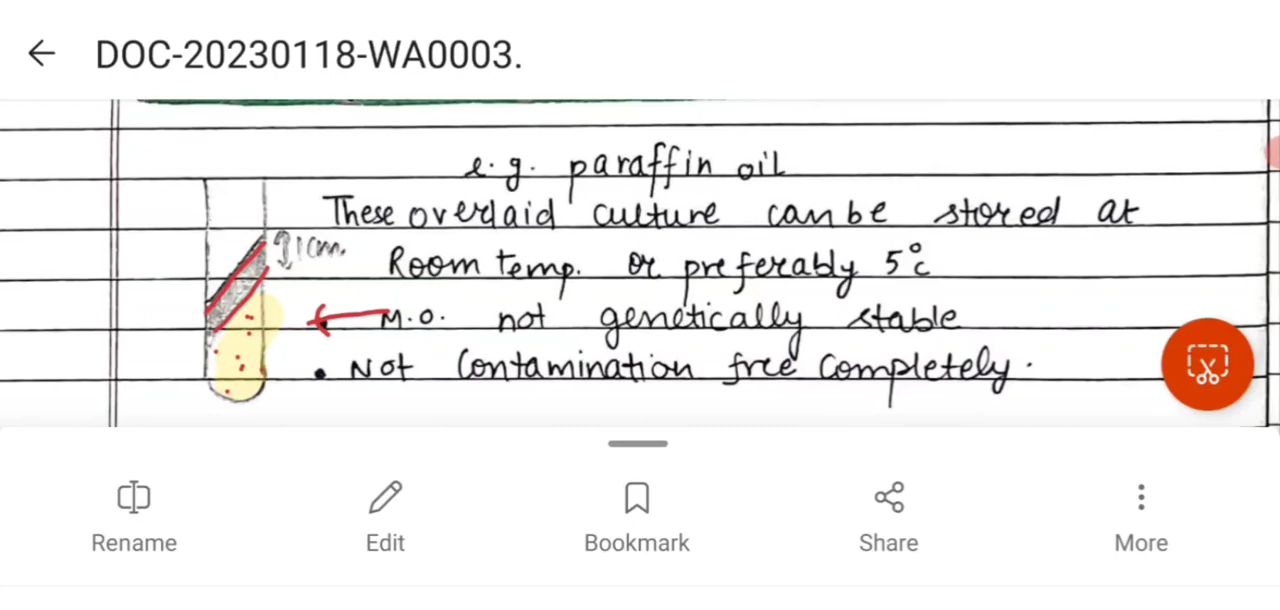 DOC-20230118-WA0003.
e.g. paraffin oil
These overlaid culture can be stored at
1cm
Room temp. or preferably 5°c
M.O. not genetically stable
• Not Contamination free completely.
Rename
Edit
Bookmark
Share
More